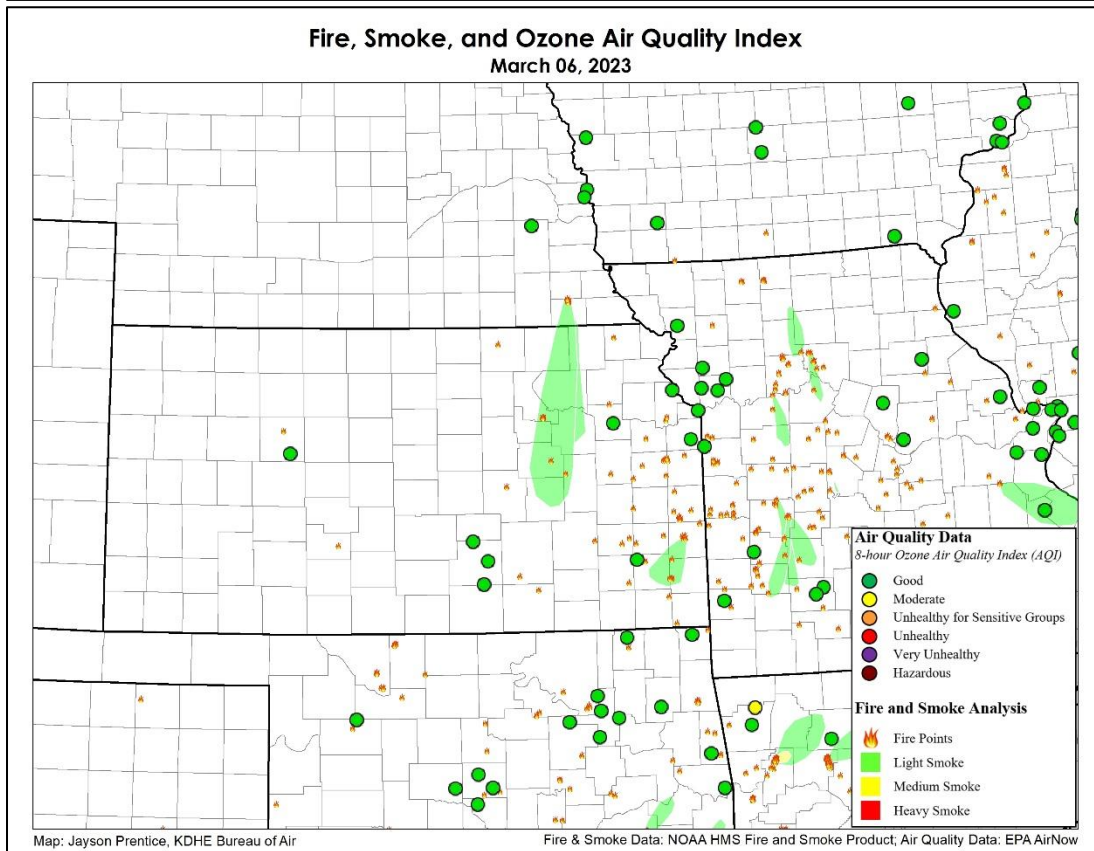 Fire, Smoke, and Ozone Air Quality Index
March 06, 2023
Air Quality Data
8-hour Ozone Air Quality Index (AQI)
Good
Moderate
Unhealthy for Sensitive Groups
Unhealthy
Very Unhealthy
Hazardous
Fire and Smoke Analysis
Fire Points
Light Smoke
Medium Smoke
Heavy Smoke
Map: Jayson Prentice, KDHE Bureau of Air
Fire & Smoke Data: NOAA HMS Fire and Smoke Product; Air Quality Data: EPA AirNow